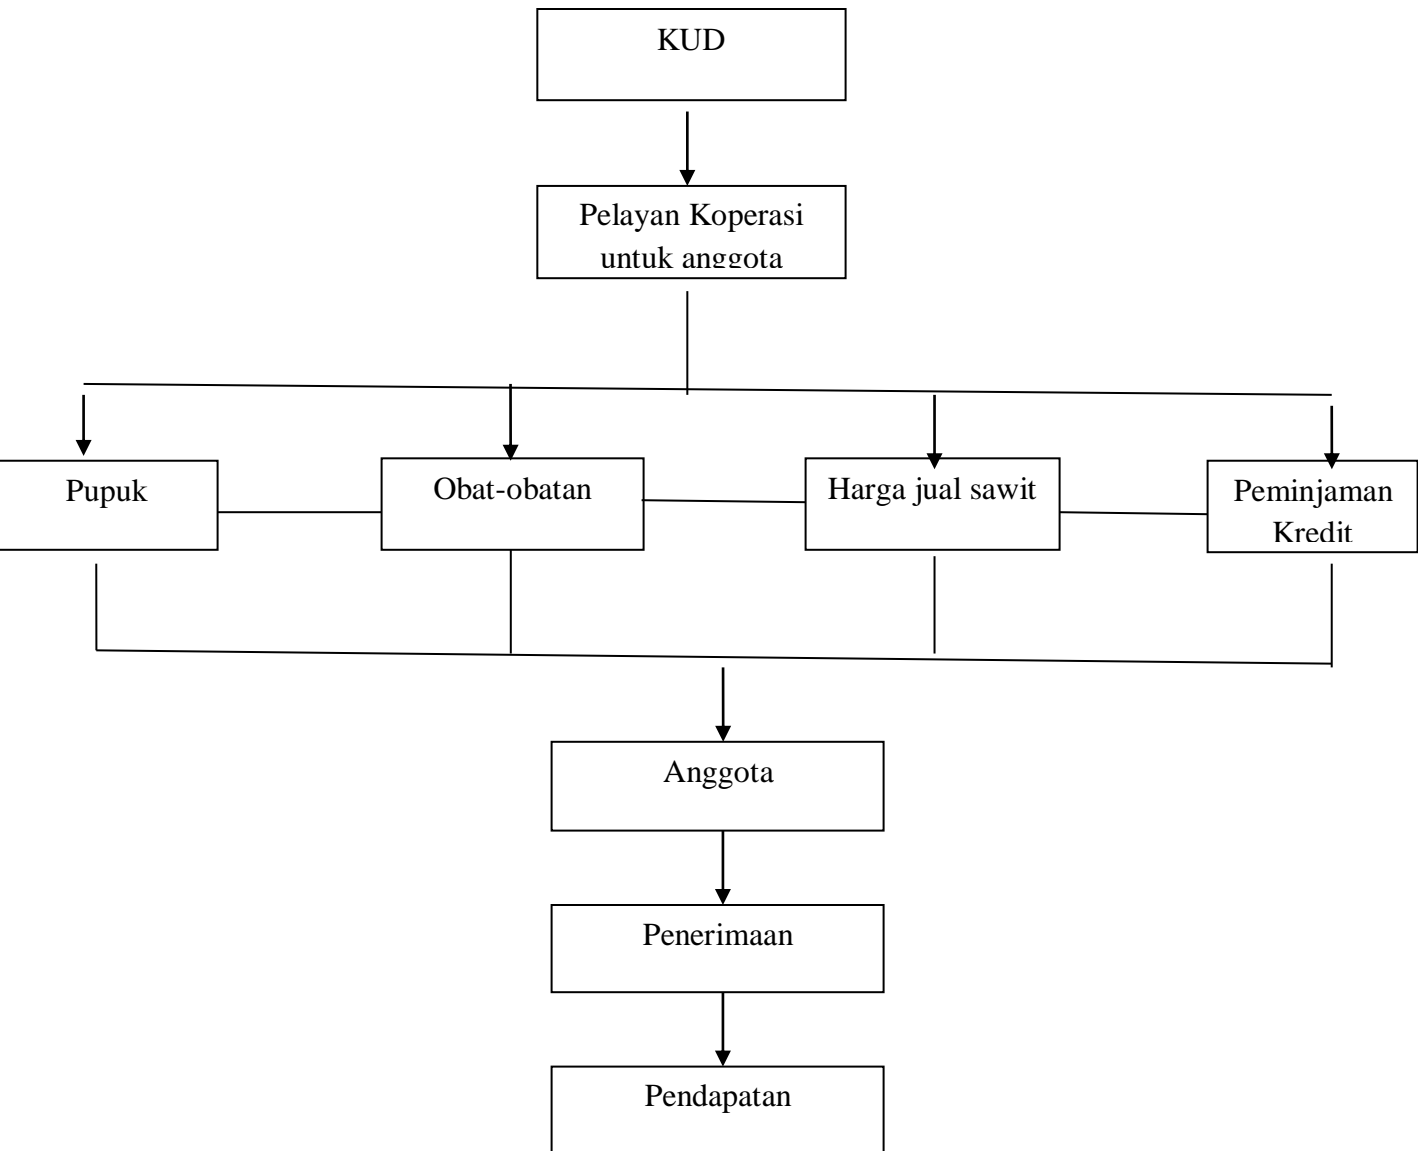 KUD
Pelayan Koperasi
untuk anggota
Pupuk
Obat-obatan
Harga jual sawit
Peminjaman
Kredit
Anggota
Penerimaan
Pendapatan